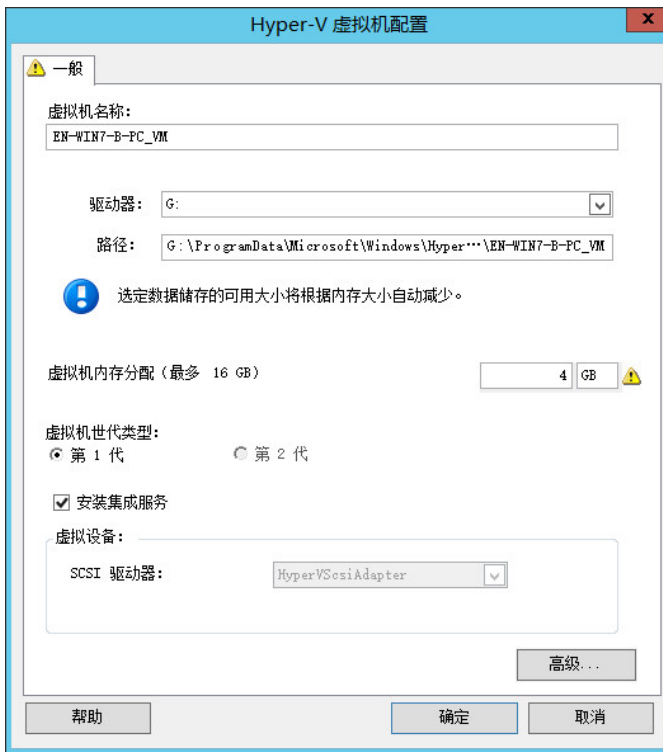 Hyper-V 虚拟机配置
一般
虚拟机名称:
EN-WIN7-B-PC_VM
驱动器: G:
路径: G:\ProgramData\Microsoft\Windows\Hyper···\EN-WIN7-B-PC_VM
选定数据储存的可用大小将根据内存大小自动减少。
虚拟机内存分配(最多 16 GB) 4 GB
虚拟机世代类型:
第 1 代 第 2 代
安装集成服务
虚拟设备:
SCSI 驱动器: HyperVScsiAdapter
高级...
帮助 确定 取消